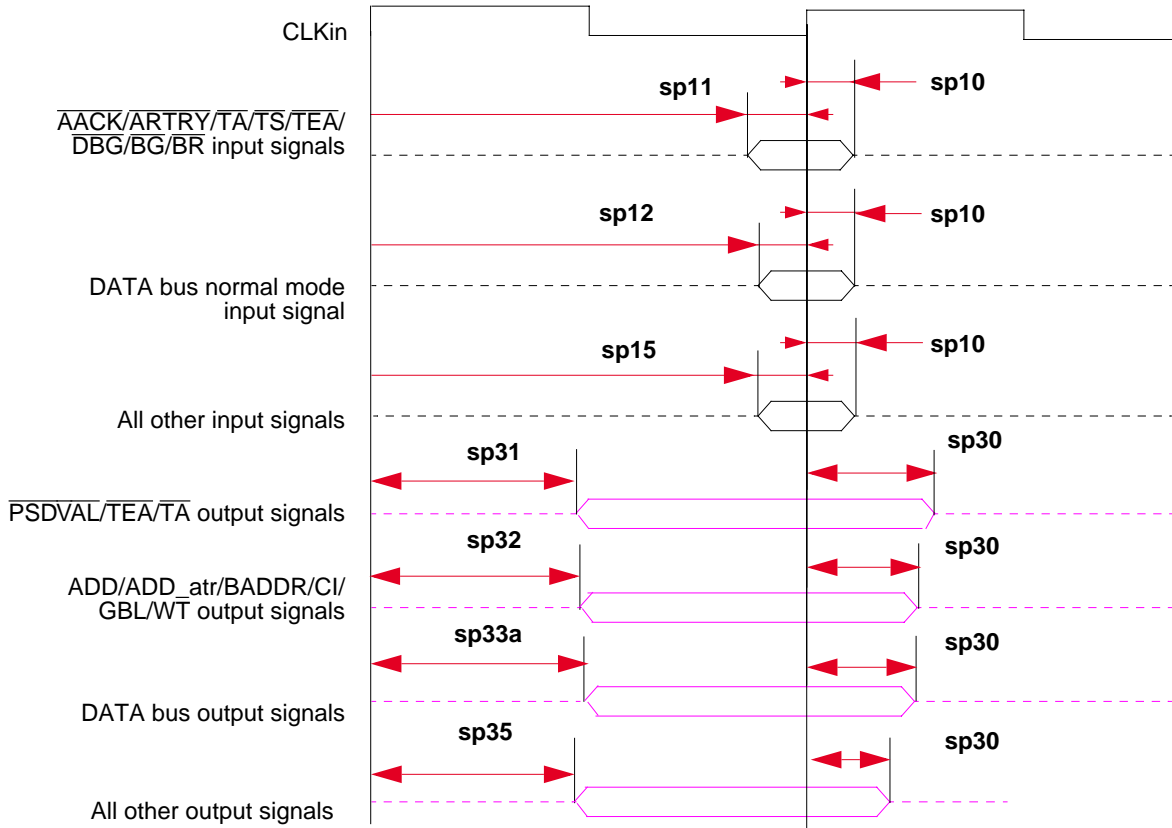 CLKin
sp11
sp10
AACK/ARTRY/TA/TS/TEA/
DBG/BG/BR input signals
sp12
sp10
DATA bus normal mode
input signal
sp15
sp10
All other input signals
sp31
sp30
PSDVAL/TEA/TA output signals
sp32
sp30
ADD/ADD_atr/BADDR/CI/
GBL/WT output signals
sp33a
sp30
DATA bus output signals
sp35
sp30
All other output signals